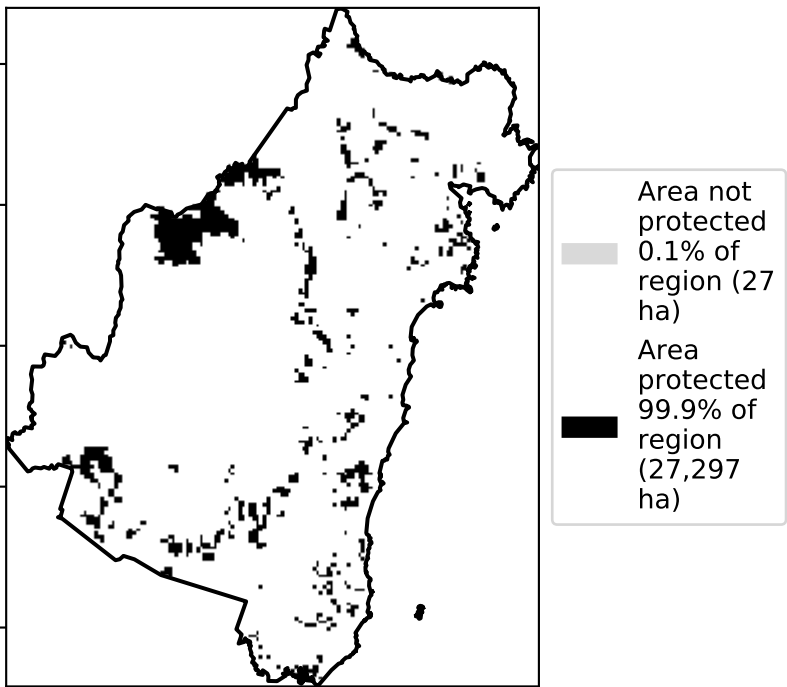 Area not
protected
0.1% of
region (27
ha)
Area
protected
99.9% of
region
(27,297
ha)